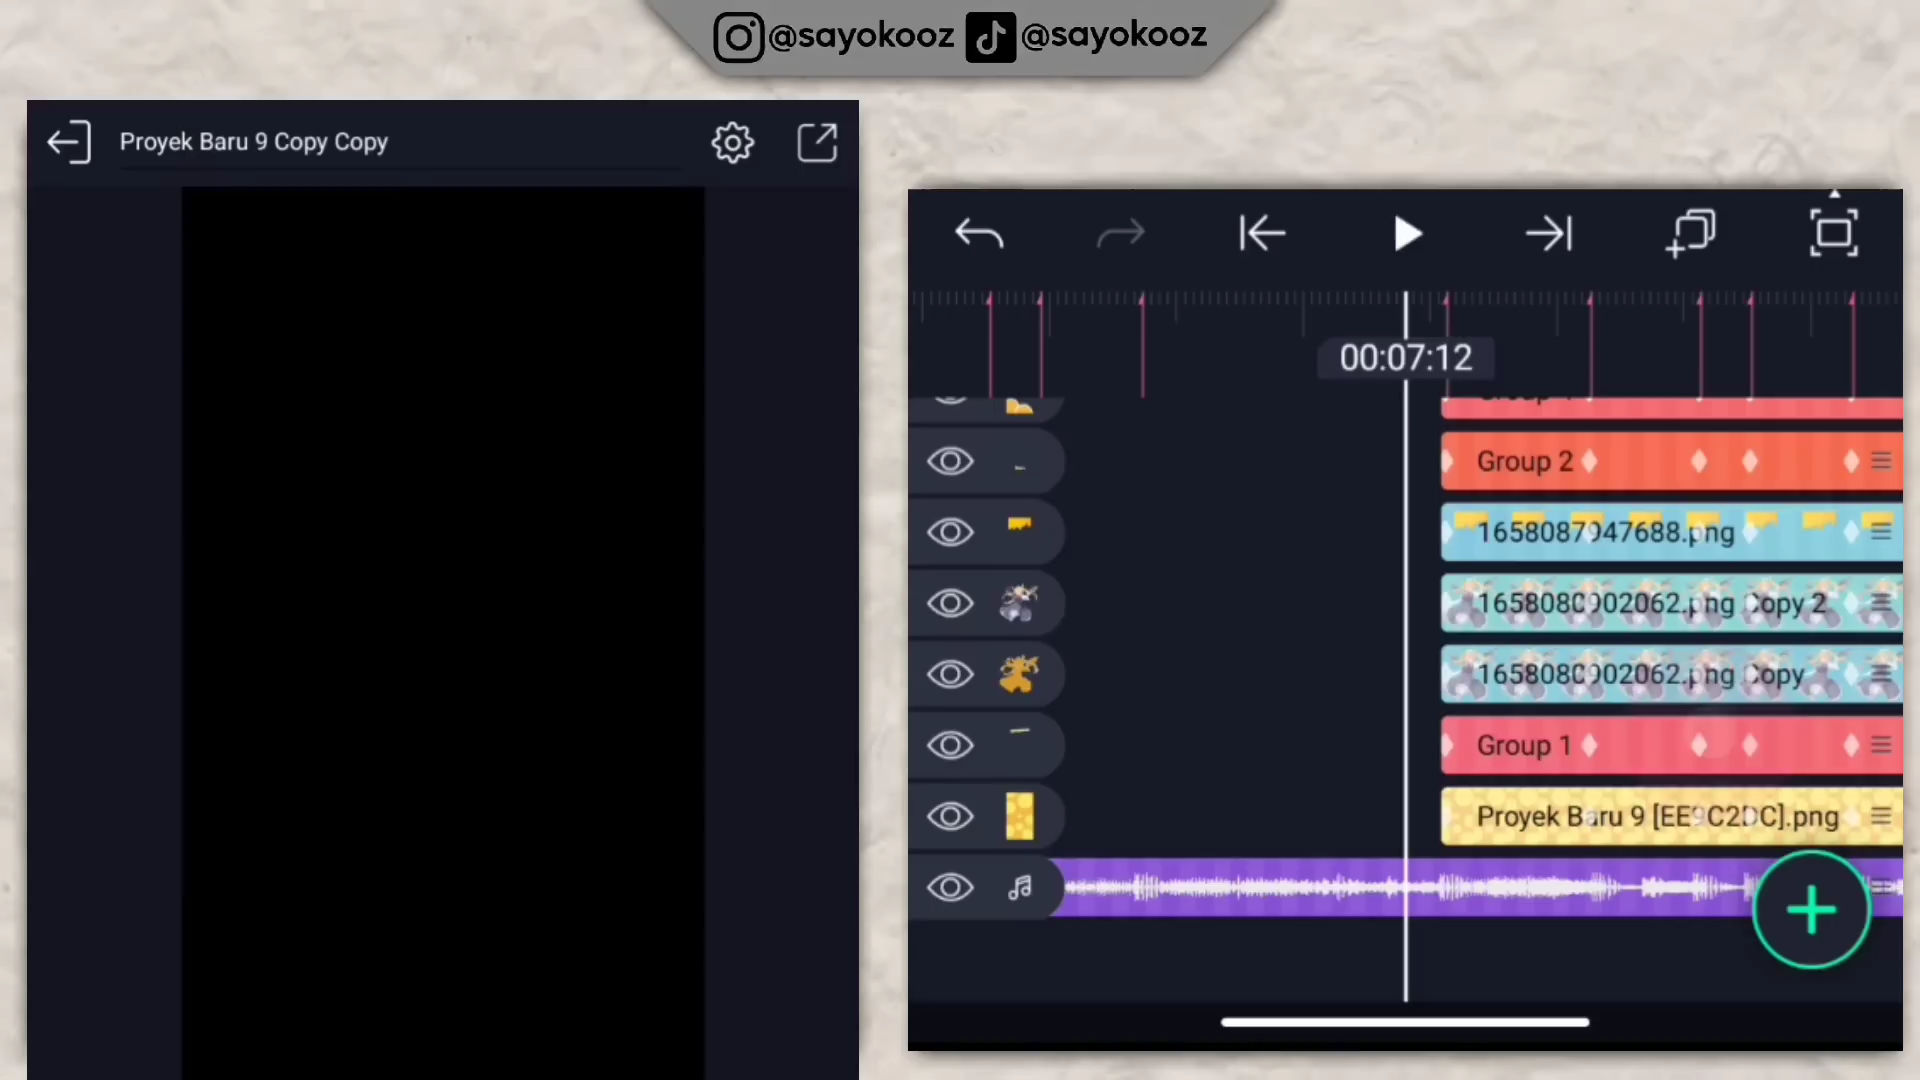 @sayokooz @sayokooz
Proyek Baru 9 Copy Copy
00:07:12
Group 2
1658087947688.png
1658080902062.png Copy 2
1658080902062.png Copy
Group 1
Proyek Baru 9 [EE9C2DC].png